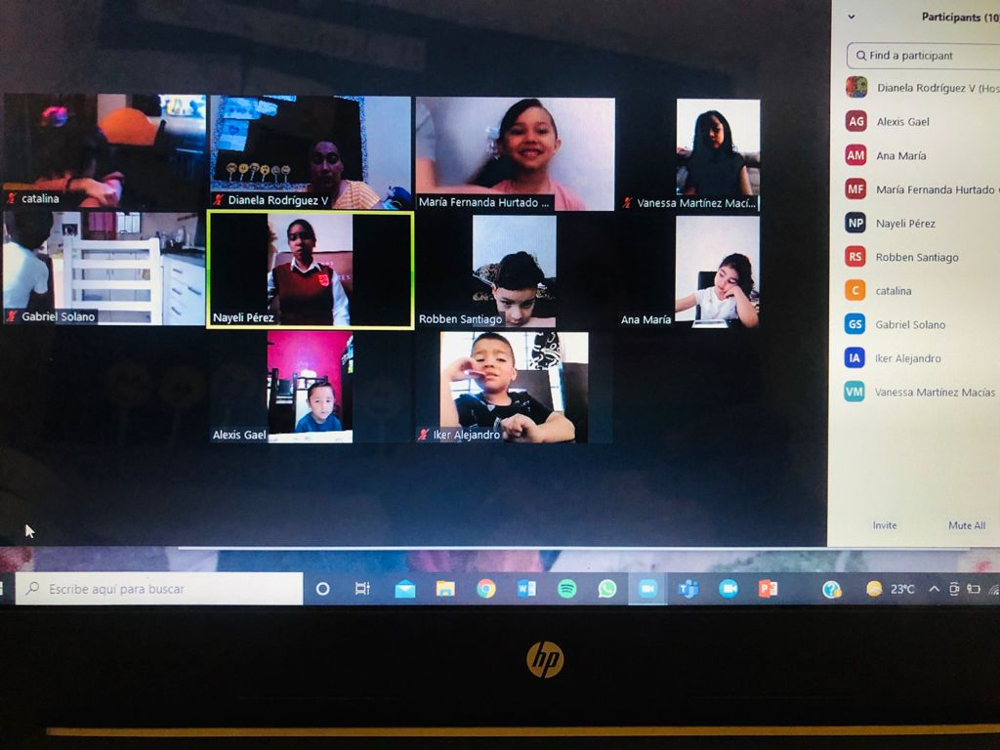 Participants (10
Find a participant
Dianela Rodríguez V (Hos
AG Alexis Gael
AM Ana María
MF María Fernanda Hurtado
NP Nayeli Pérez
RS Robben Santiago
C catalina
GS Gabriel Solano
IA Iker Alejandro
VM Vanessa Martínez Macías
Invite Mute All
catalina
Dianela Rodríguez V
María Fernanda Hurtado ...
Vanessa Martínez Mací...
Gabriel Solano
Nayeli Pérez
Robben Santiago
Ana María
Alexis Gael
Iker Alejandro
Escribe aquí para buscar
23°C
hp